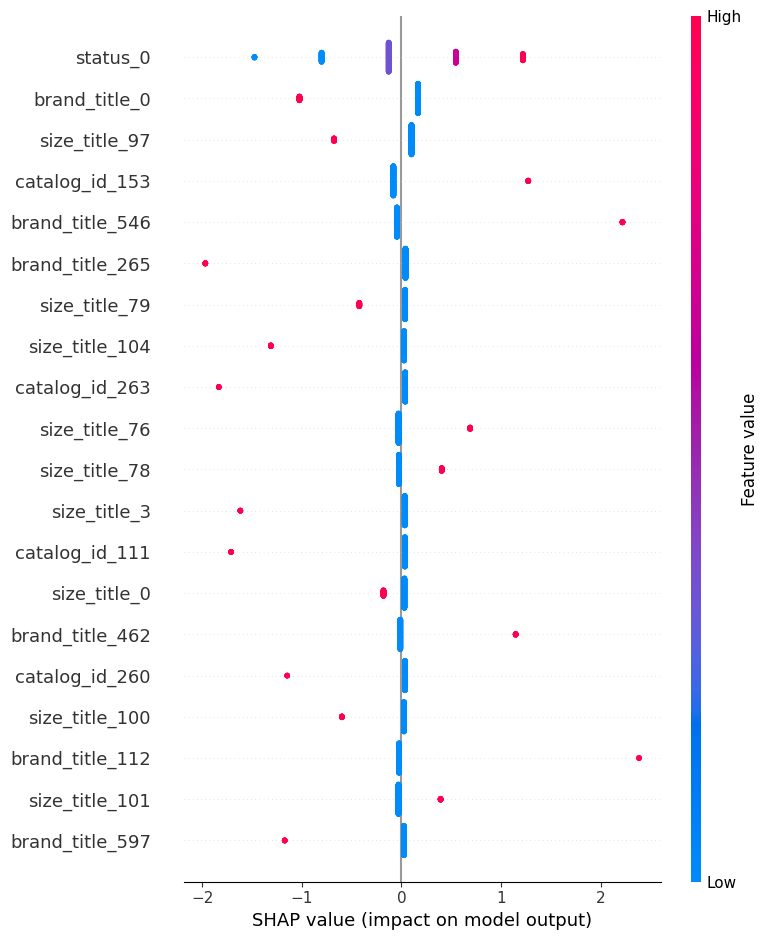 High
status_0
brand_title_0
size_title_97
catalog_id_153
brand_title_546
brand_title_265
size_title_79
size_title_104
catalog_id_263
size_title_76
size_title_78
size_title_3
catalog_id_111
size_title_0
brand_title_462
catalog_id_260
size_title_100
brand_title_112
size_title_101
brand_title_597
Feature value
Low
−2 −1 0 1 2
SHAP value (impact on model output)